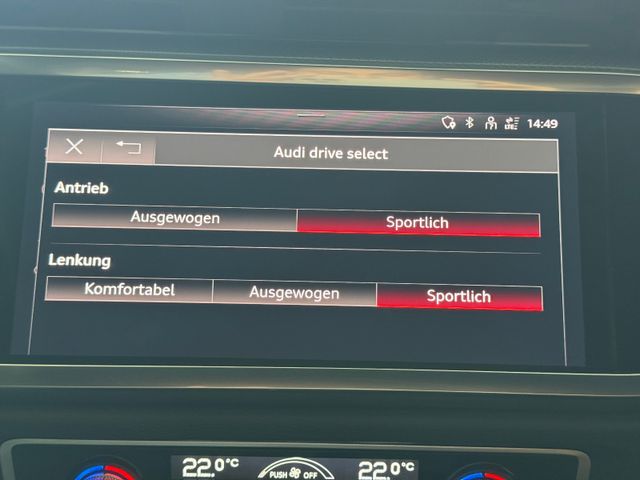 14:49
Audi drive select
Antrieb
Ausgewogen Sportlich
Lenkung
Komfortabel Ausgewogen Sportlich
22.0°C PUSH OFF 22.0°C